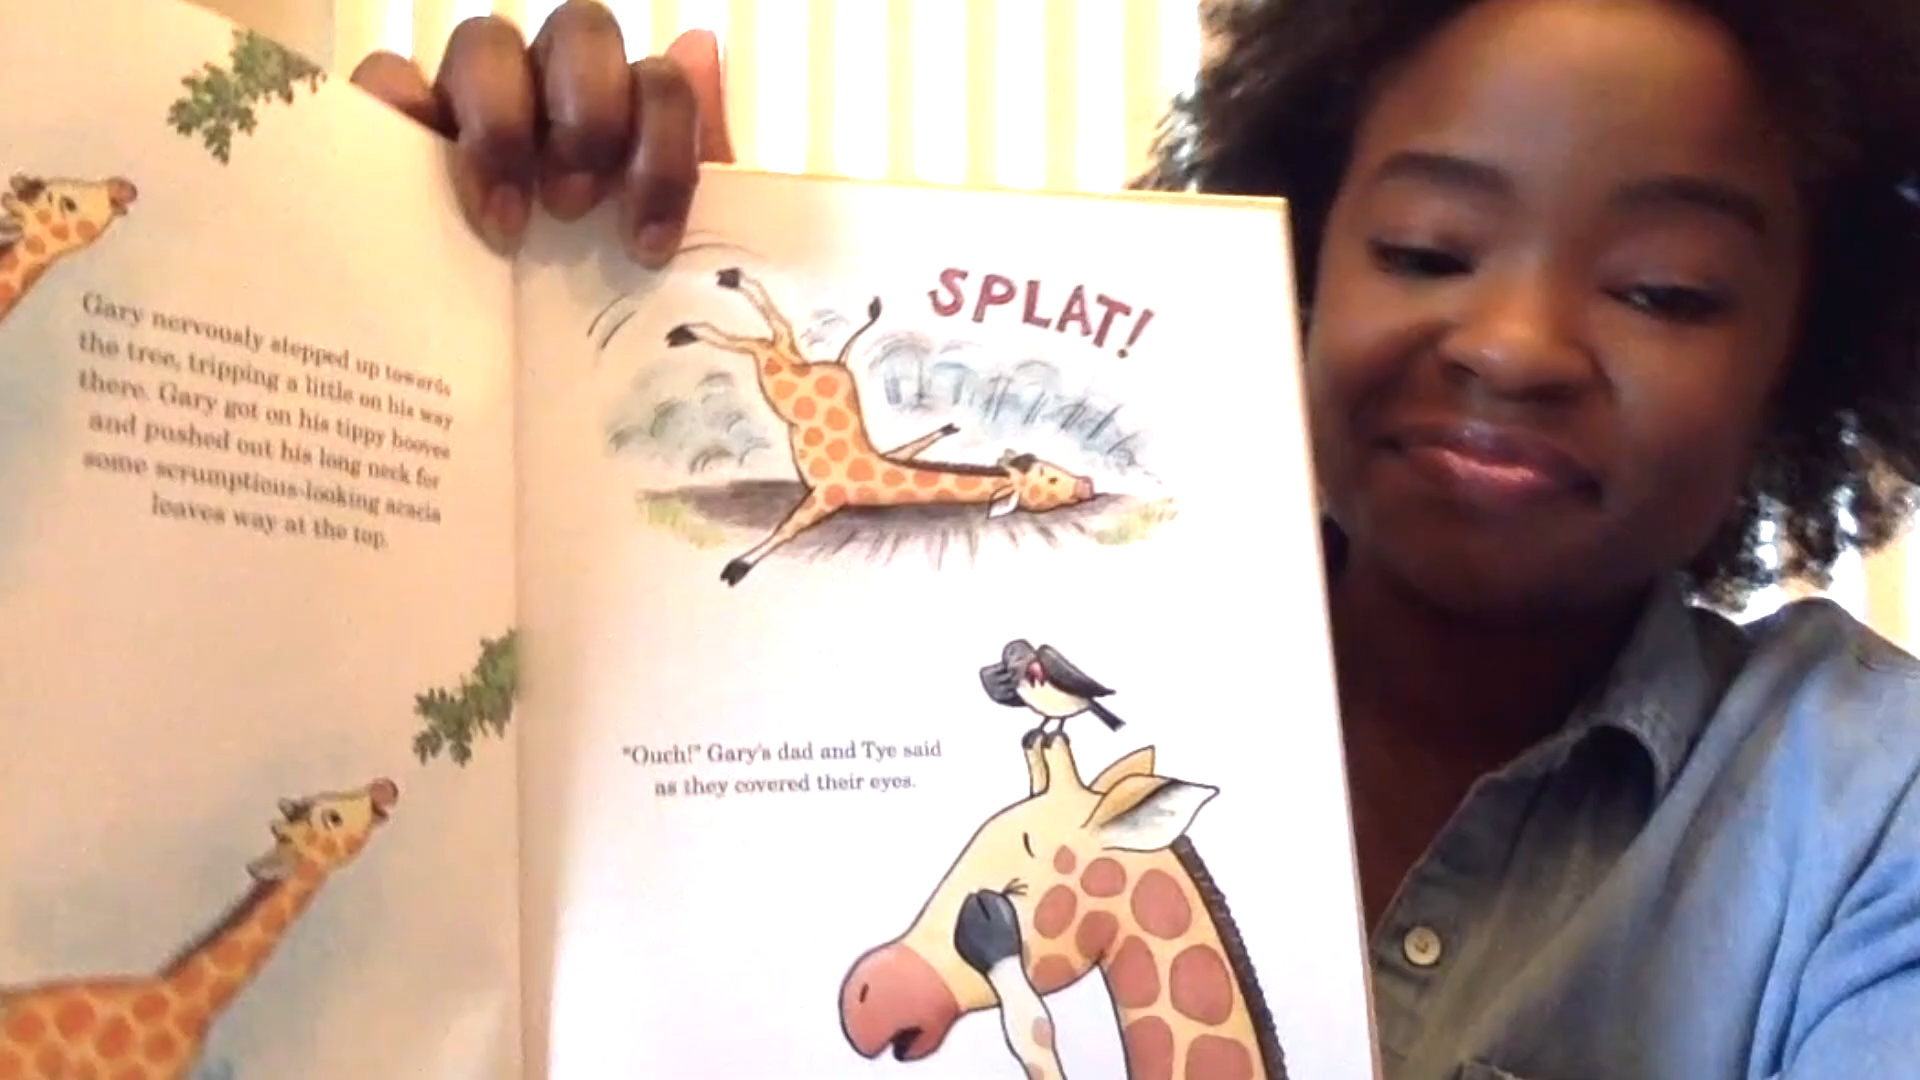 Gary nervously stepped up towards
the tree, tripping a little on his way
there. Gary got on his tippy hooves
and pushed out his long neck for
some scrumptious-looking acacia
leaves way at the top.
SPLAT!
"Ouch!" Gary's dad and Tye said
as they covered their eyes.